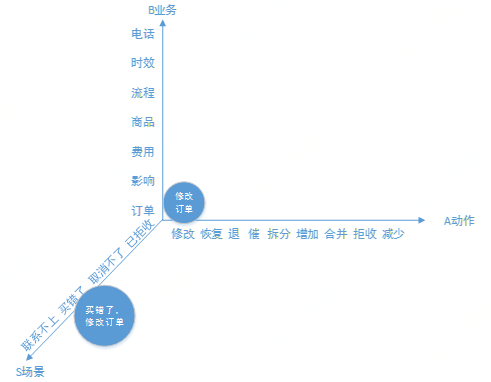 B业务
电话
时效
流程
商品
费用
影响
订单
修改
订单
A动作
修改 恢复 退 催 拆分 增加 合并 拒收 减少
已拒收
取消不了
买错了
联系不上
买错了，
修改订单
S场景